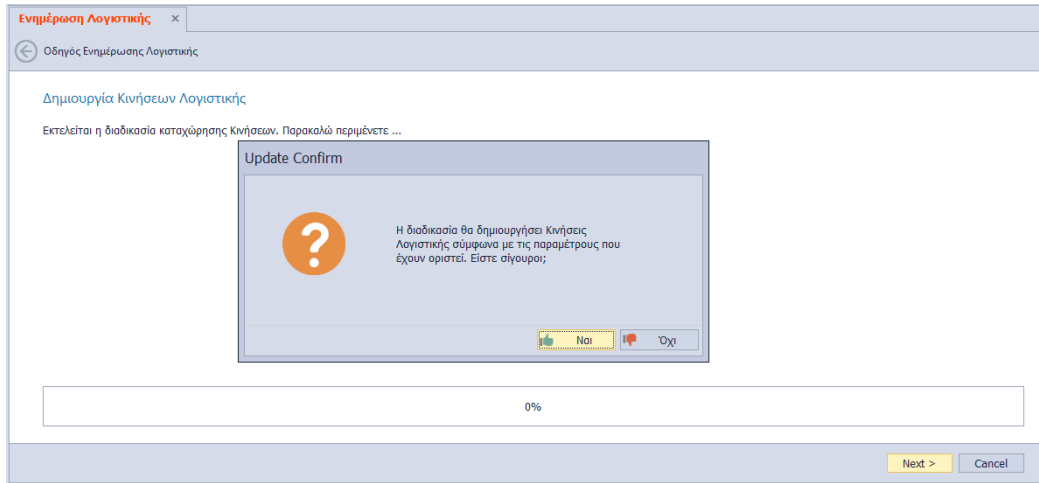 Ενημέρωση Λογιστικής ×
Οδηγός Ενημέρωσης Λογιστικής
Δημιουργία Κινήσεων Λογιστικής
Εκτελείται η διαδικασία καταχώρησης Κινήσεων. Παρακαλώ περιμένετε ...
Update Confirm
Η διαδικασία θα δημιουργήσει Κινήσεις
Λογιστικής σύμφωνα με τις παραμέτρους που
έχουν οριστεί. Είστε σίγουροι;
Ναι Όχι
0%
Next > Cancel